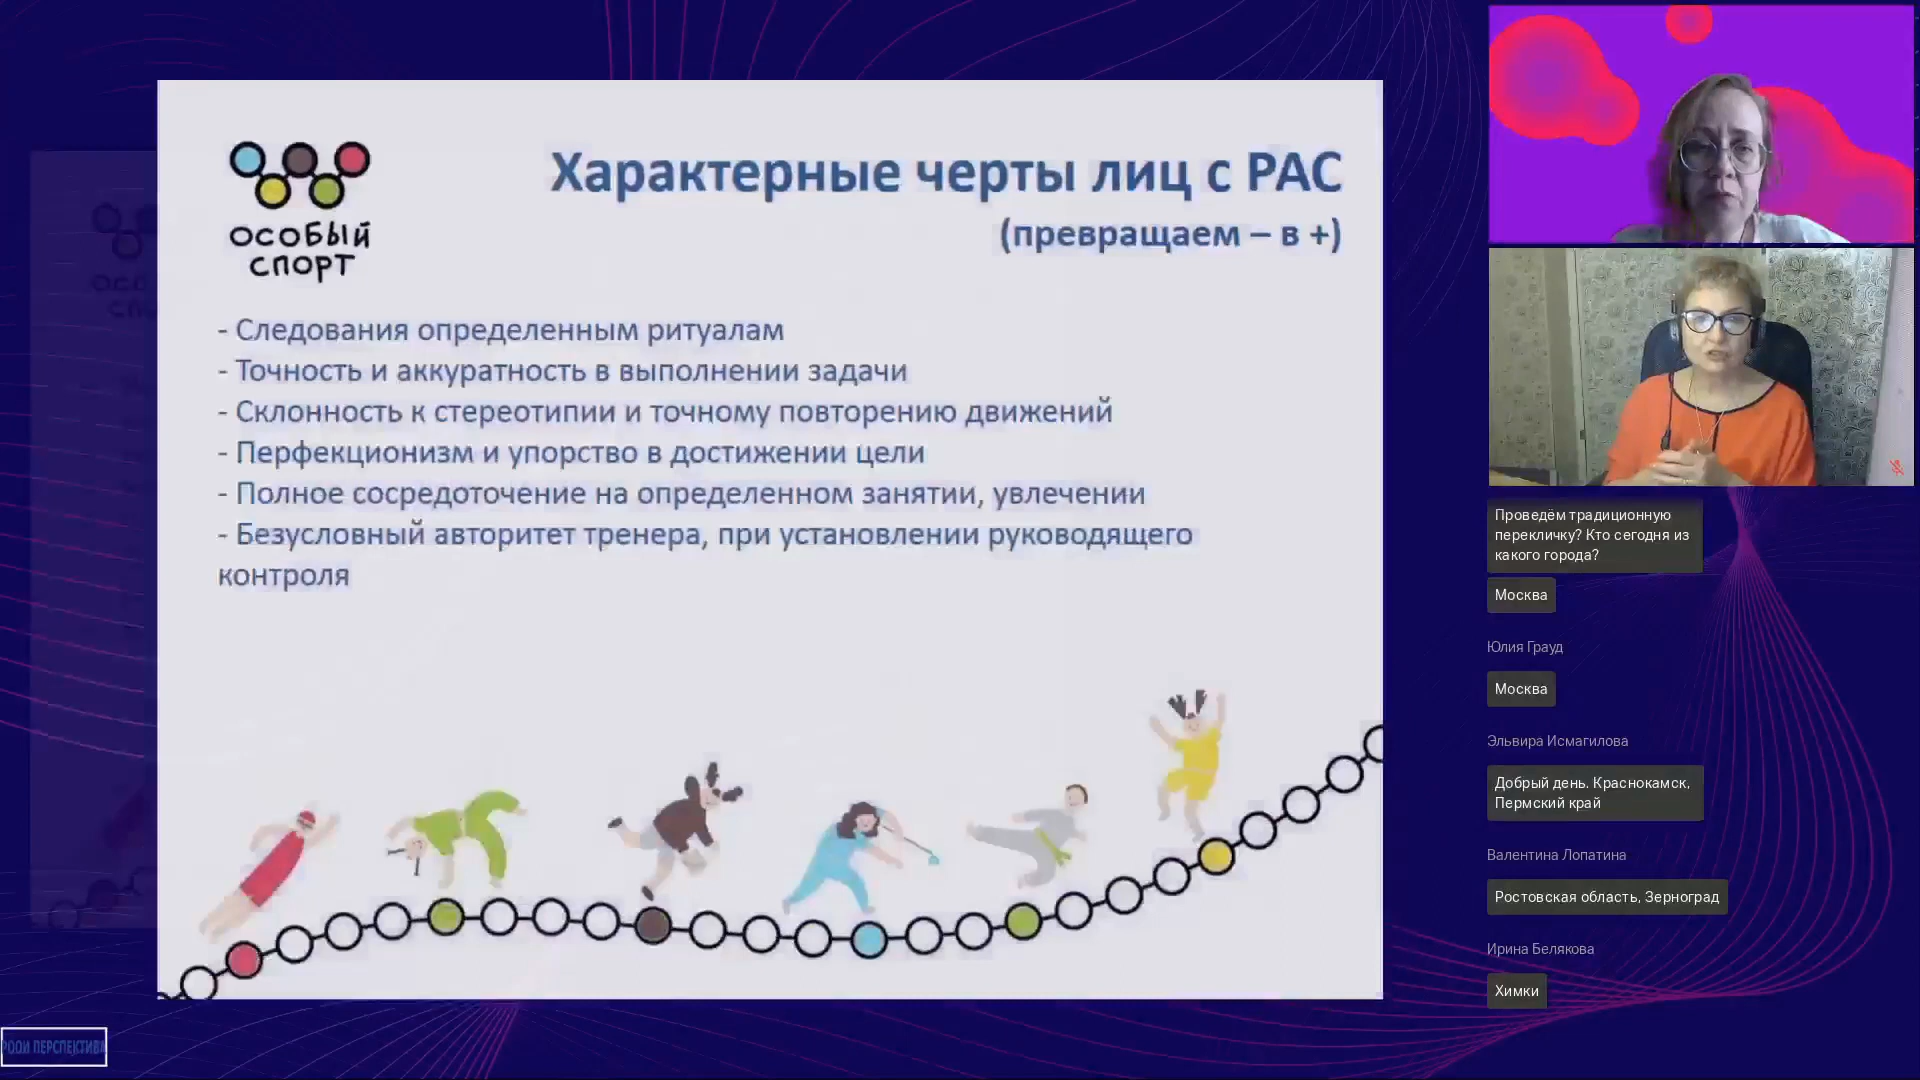 ОСОБЫЙ
СПОРТ
Характерные черты лиц с РАС
(превращаем – в +)
- Следования определенным ритуалам
- Точность и аккуратность в выполнении задачи
- Склонность к стереотипии и точному повторению движений
- Перфекционизм и упорство в достижении цели
- Полное сосредоточение на определенном занятии, увлечении
- Безусловный авторитет тренера, при установлении руководящего
контроля
РООИ ПЕРСПЕКТИВА
Проведём традиционную
перекличку? Кто сегодня из
какого города?
Москва
Юлия Грауд
Москва
Эльвира Исмагилова
Добрый день. Краснокамск,
Пермский край
Валентина Лопатина
Ростовская область, Зерноград
Ирина Белякова
Химки